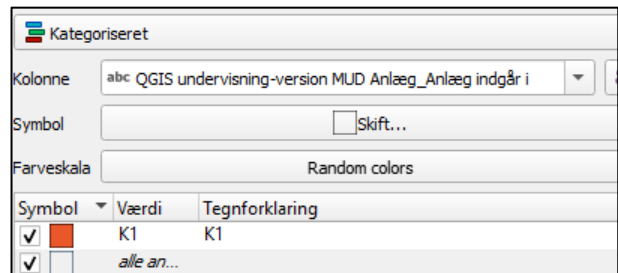 Kategoriseret
Kolonne abc QGIS undervisning-version MUD Anlæg_Anlæg indgår i
Symbol Skift...
Farveskala Random colors
Symbol Værdi Tegnforklaring
K1 K1
alle an...